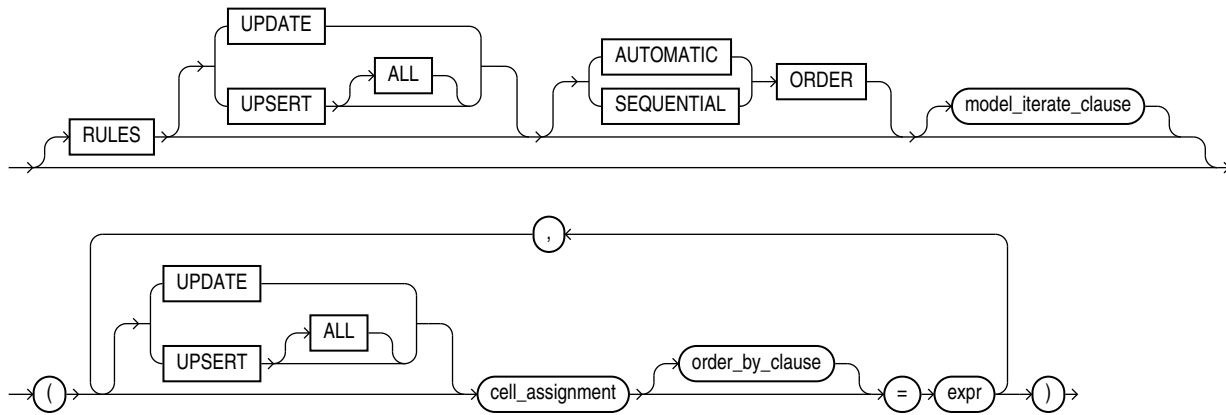 UPDATE
ALL
UPSERT
RULES
AUTOMATIC
SEQUENTIAL
ORDER
model_iterate_clause
,
(
UPDATE
ALL
UPSERT
cell_assignment
order_by_clause
=
expr
)